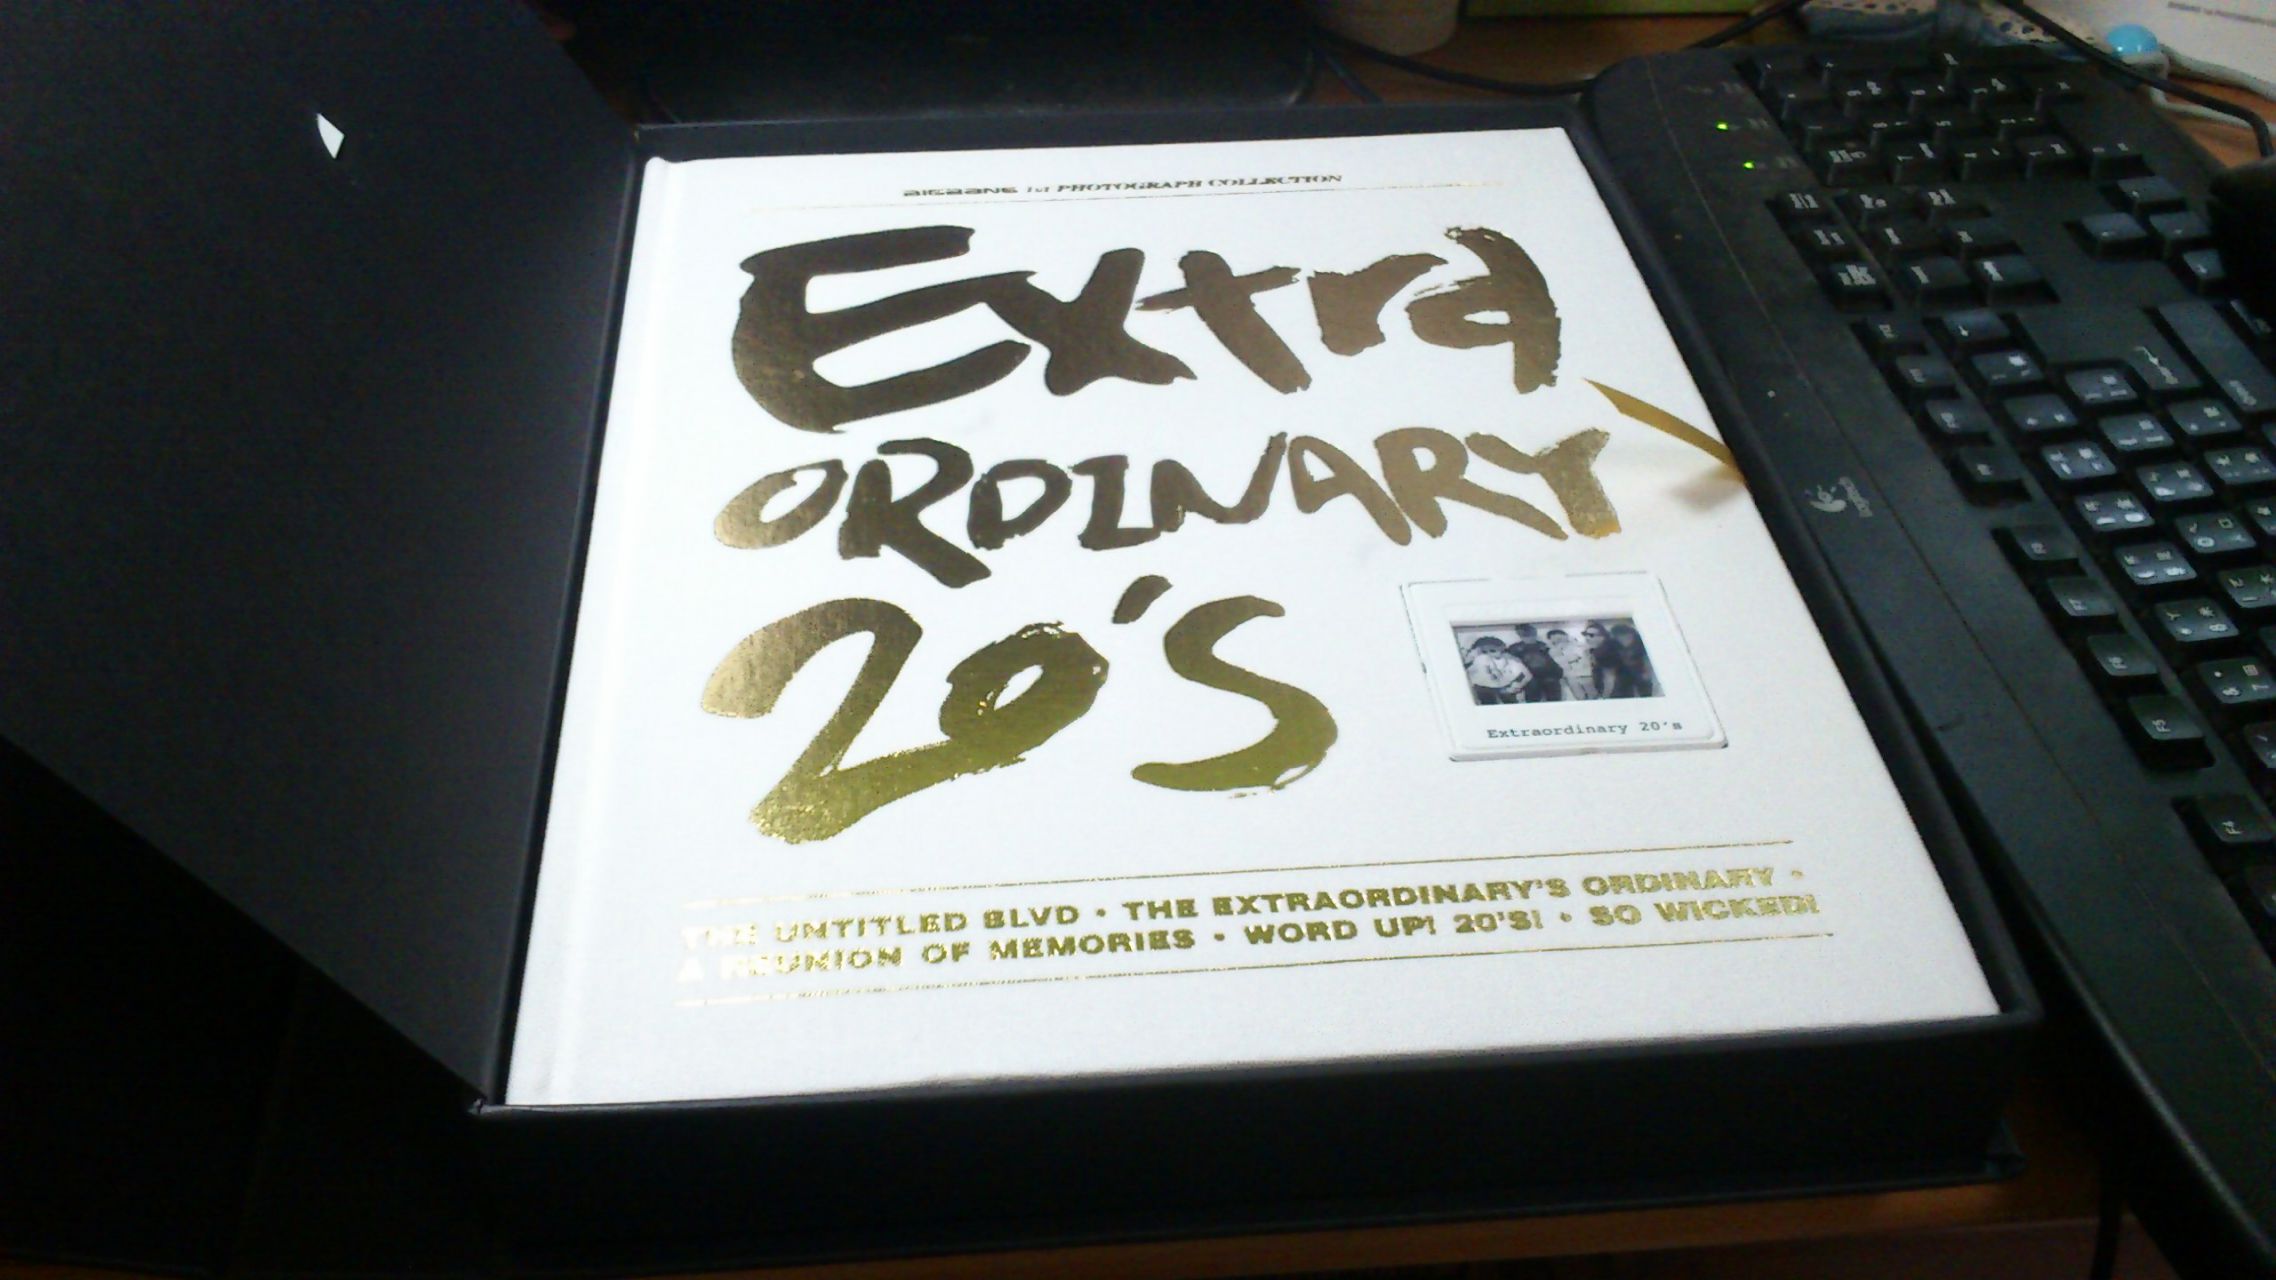 BIGBANG 1st PHOTOGRAPH COLLECTION
Extra
ORDINARY
20'S
Extraordinary 20's
THE UNTITLED BLVD • THE EXTRAORDINARY'S ORDINARY •
A REUNION OF MEMORIES • WORD UP! 20'S! • SO WICKED!
Logitech